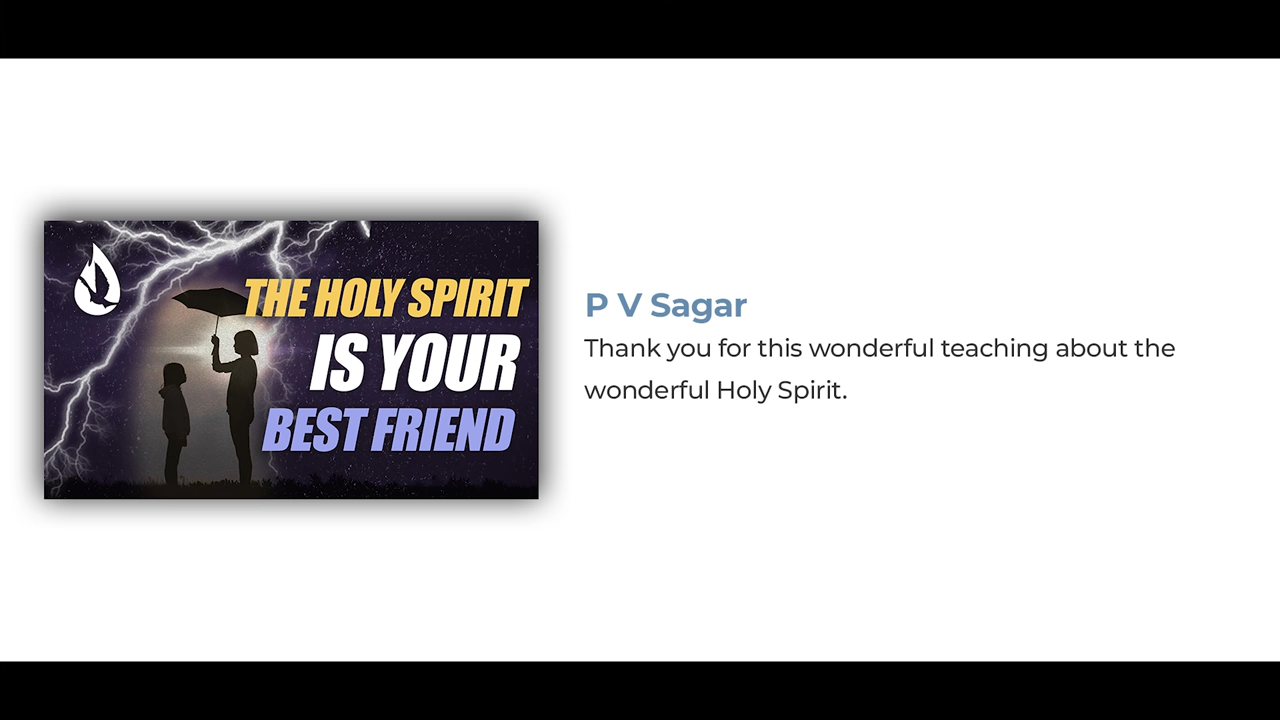 THE HOLY SPIRIT
IS YOUR
BEST FRIEND
P V Sagar
Thank you for this wonderful teaching about the
wonderful Holy Spirit.